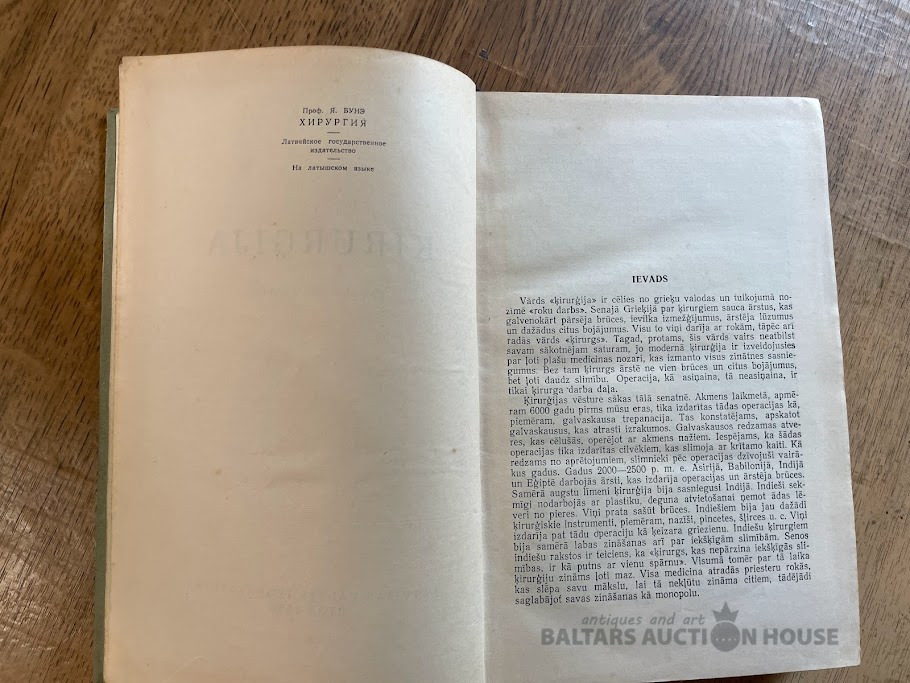 Проф. Я. БУНЭ
ХИРУРГИЯ
Латвийское государственное
издательство
На латышском языке
ĶIRURĢIJA
IEVADS
Vārds «ķirurģija» ir cēlies no grieķu valodas un tulkojumā no-
zīmē «roku darbs». Senajā Grieķijā par ķirurgiem sauca ārstus, kas
galvenokārt pārsēja brūces, ievilka izmežģījumus, ārstēja lūzumus
un dažādus citus bojājumus. Visu to viņi darīja ar rokām, tāpēc arī
radās vārds «ķirurgs». Tagad, protams, šis vārds vairs neatbilst
savam sākotnējam saturam, jo modernā ķirurģija ir izveidojusies
par ļoti plašu medicīnas nozari, kas izmanto visus zinātnes sasnie-
gumus. Bez tam ķirurgs ārstē ne vien brūces un citus bojājumus,
bet ļoti daudz slimību. Operācija, kā asiņaina, tā neasiņaina, ir
tikai ķirurga darba daļa.
Ķirurģijas vēsture sākas tālā senatnē. Akmens laikmetā, apmē-
ram 6000 gadu pirms mūsu ēras, tika izdarītas tādas operācijas kā,
piemēram, galvaskausa trepanācija. Tas konstatējams, apskatot
galvaskausus, kas atrasti izrakumos. Galvaskausos redzamas atve-
res, kas cēlušās, operējot ar akmens nažiem. Iespējams, ka šādas
operācijas tika izdarītas cilvēkiem, kas slimoja ar krītamo kaiti. Kā
redzams no aprētojumiem, slimnieki pēc operācijas dzīvojuši vairā-
kus gadus. Gadus 2000—2500 p. m. ē. Asīrijā, Babilonijā, Indijā
un Ēģiptē darbojās ārsti, kas izdarīja operācijas un ārstēja brūces.
Samērā augstu līmeni ķirurģija bija sasniegusi Indijā. Indieši sek-
mīgi nodarbojās ar plastiku, deguna atvietošanai ņemot ādas lē-
veri no pieres. Viņi prata sašūt brūces. Indiešiem bija jau dažādi
ķirurģiskie instrumenti, piemēram, naziši, pincetes, šļirces u. c. Viņi
izdarīja pat tādu operāciju kā ķeizara griezienu. Indiešu ķirurgiem
bija samērā labas zināšanas arī par iekšķīgām slimībām. Senos
indiešu rakstos ir teiciens, ka «ķirurgs, kas nepārzina iekšķīgās sli-
mības, ir kā putns ar vienu spārnu». Visumā tomēr par tā laika
ķirurģiju zināms ļoti maz. Visa medicīna atradās priesteru rokās,
kas slēpa savu mākslu, lai tā nekļūtu zināma citiem, tādējādi
saglabājot savas zināšanas kā monopolu.
antiques and art
BALTARS AUCTION HOUSE